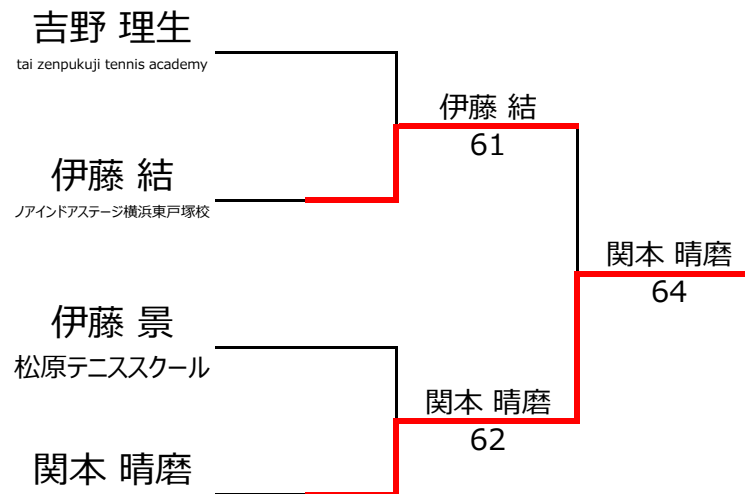 吉野 理生
tai zenpukuji tennis academy
伊藤 結
61
伊藤 結
ノアインドアステージ横浜東戸塚校
関本 晴磨
64
伊藤 景
松原テニススクール
関本 晴磨
62
関本 晴磨